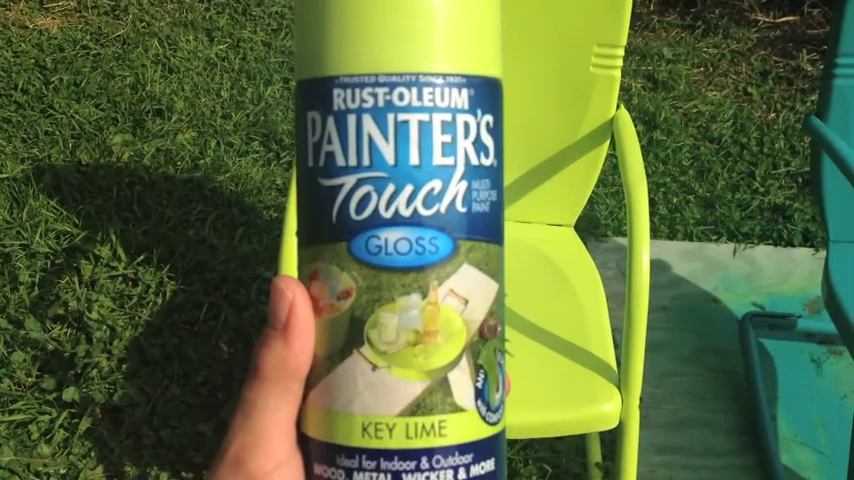 TRUSTED QUALITY SINCE 1921
RUST-OLEUM®
PAINTER'S®
Touch
MULTI-
PURPOSE
PAINT
GLOSS
KEY LIME
Ideal for Indoor & Outdoor
WOOD, METAL, WICKER & MORE